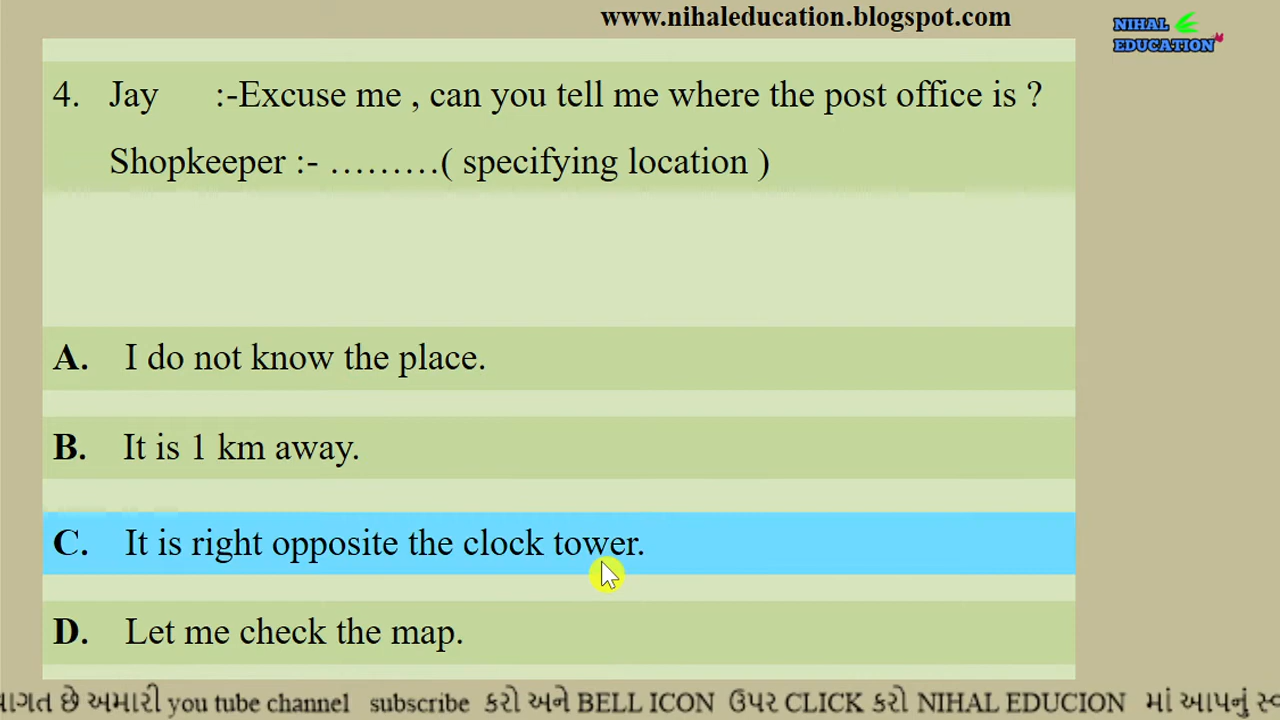 www.nihaleducation.blogspot.com
NIHAL
EDUCATION
4. Jay :-Excuse me , can you tell me where the post office is ?
Shopkeeper :- ………( specifying location )
A. I do not know the place.
B. It is 1 km away.
C. It is right opposite the clock tower.
D. Let me check the map.
છે અમારી you tube channel subscribe કરો અને BELL ICON ઉપર CLICK કરો NIHAL EDUCION માં આપનું